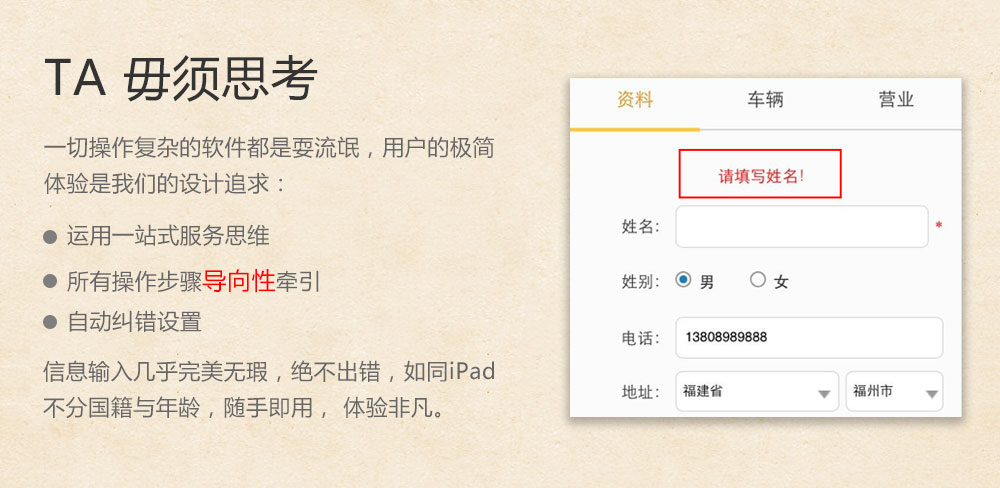 TA 毋须思考
一切操作复杂的软件都是耍流氓，用户的极简
体验是我们的设计追求：
运用一站式服务思维
所有操作步骤导向性牵引
自动纠错设置
信息输入几乎完美无瑕，绝不出错，如同iPad
不分国籍与年龄，随手即用， 体验非凡。
资料 车辆 营业
请填写姓名!
姓名: *
姓别: 男 女
电话: 13808989888
地址: 福建省 福州市